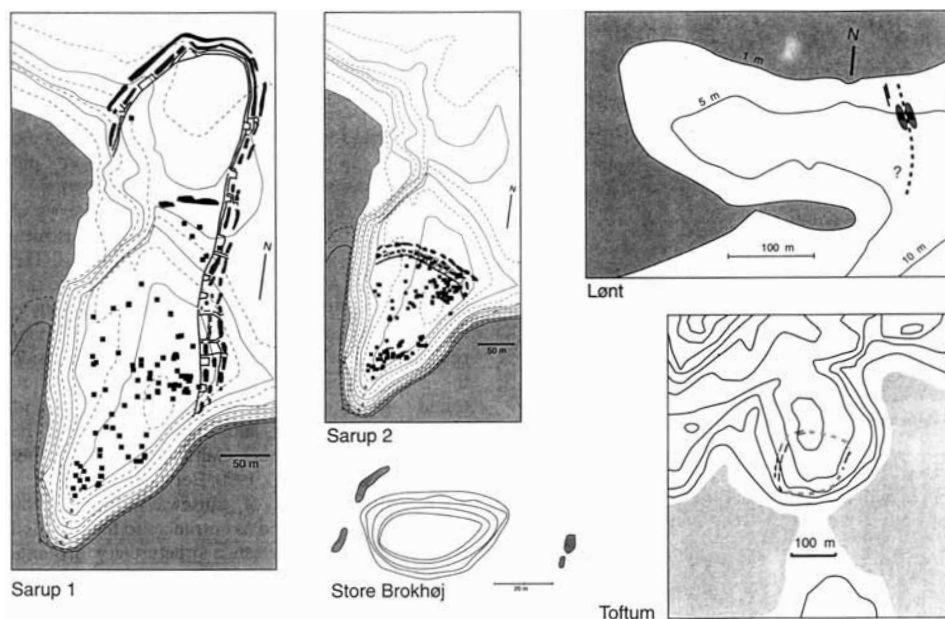 N
50 m
Sarup 1
N
50 m
Sarup 2
20 m
Store Brokhøj
1 m
N
5 m
?
100 m
10 m
Lønt
100 m
Toftum